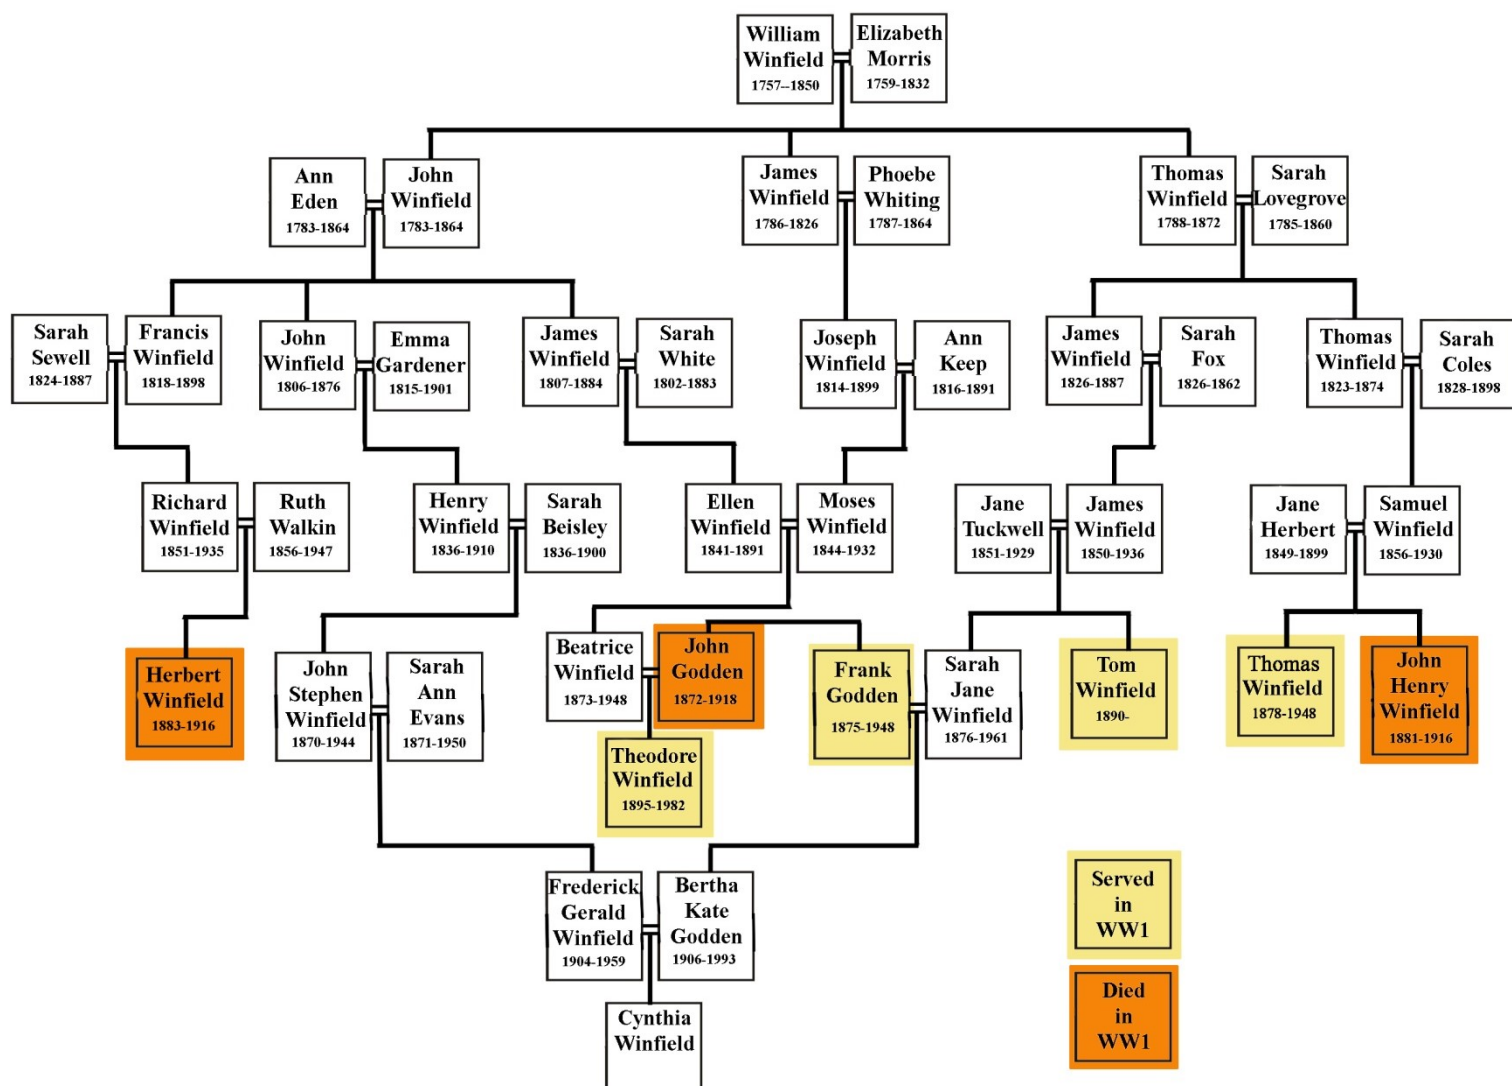 William
Winfield
1757--1850
Elizabeth
Morris
1759-1832
Ann
Eden
1783-1864
John
Winfield
1783-1864
James
Winfield
1786-1826
Phoebe
Whiting
1787-1864
Thomas
Winfield
1788-1872
Sarah
Lovegrove
1785-1860
Sarah
Sewell
1824-1887
Francis
Winfield
1818-1898
John
Winfield
1806-1876
Emma
Gardener
1815-1901
James
Winfield
1807-1884
Sarah
White
1802-1883
Joseph
Winfield
1814-1899
Ann
Keep
1816-1891
James
Winfield
1826-1887
Sarah
Fox
1826-1862
Thomas
Winfield
1823-1874
Sarah
Coles
1828-1898
Richard
Winfield
1851-1935
Ruth
Walkin
1856-1947
Henry
Winfield
1836-1910
Sarah
Beisley
1836-1900
Ellen
Winfield
1841-1891
Moses
Winfield
1844-1932
Jane
Tuckwell
1851-1929
James
Winfield
1850-1936
Jane
Herbert
1849-1899
Samuel
Winfield
1856-1930
Herbert
Winfield
1883-1916
John
Stephen
Winfield
1870-1944
Sarah
Ann
Evans
1871-1950
Beatrice
Winfield
1873-1948
John
Godden
1872-1918
Frank
Godden
1875-1948
Sarah
Jane
Winfield
1876-1961
Tom
Winfield
1890-
Thomas
Winfield
1878-1948
John
Henry
Winfield
1881-1916
Theodore
Winfield
1895-1982
Frederick
Gerald
Winfield
1904-1959
Bertha
Kate
Godden
1906-1993
Cynthia
Winfield
Served
in
WW1
Died
in
WW1